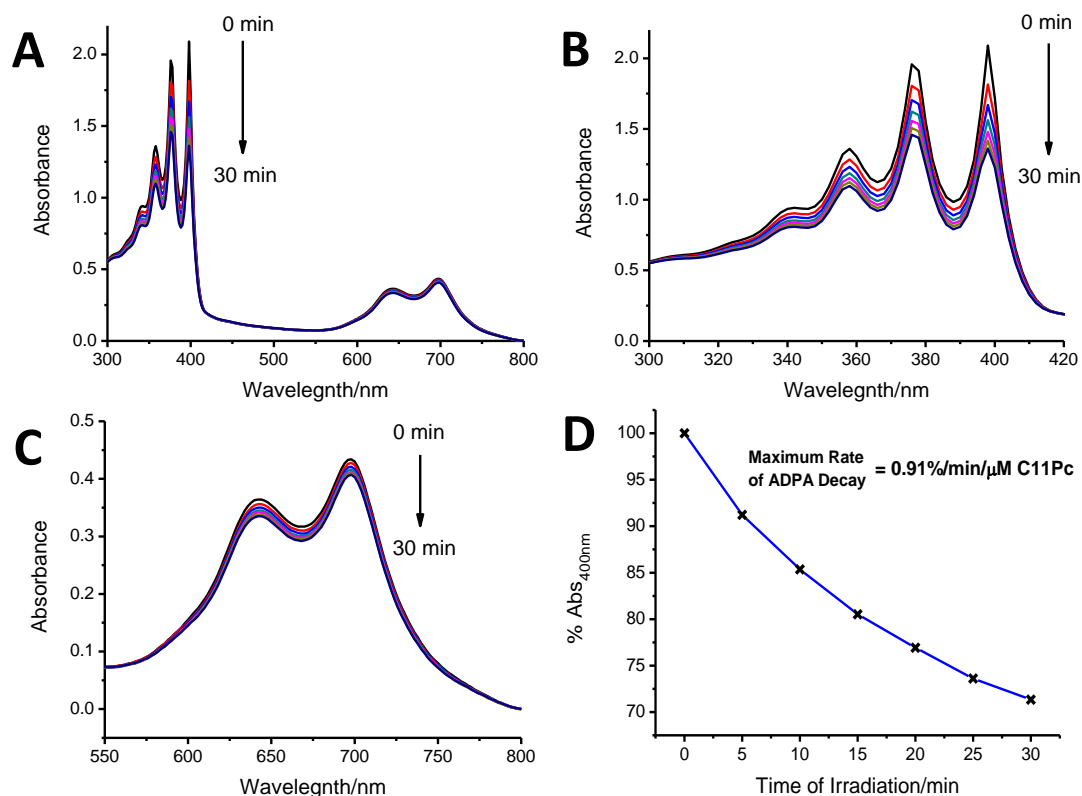 A
0 min
30 min
2.0
1.5
1.0
0.5
0.0
300 400 500 600 700 800
Absorbance
Wavelegnth/nm
B
0 min
30 min
2.0
1.5
1.0
0.5
0.0
300 320 340 360 380 400 420
Absorbance
Wavelegnth/nm
C
0 min
30 min
0.5
0.4
0.3
0.2
0.1
0.0
550 600 650 700 750 800
Absorbance
Wavelegnth/nm
D
Maximum Rate
of ADPA Decay = 0.91%/min/μM C11Pc
100
95
90
85
80
75
70
0 5 10 15 20 25 30
% Abs400nm
Time of Irradiation/min